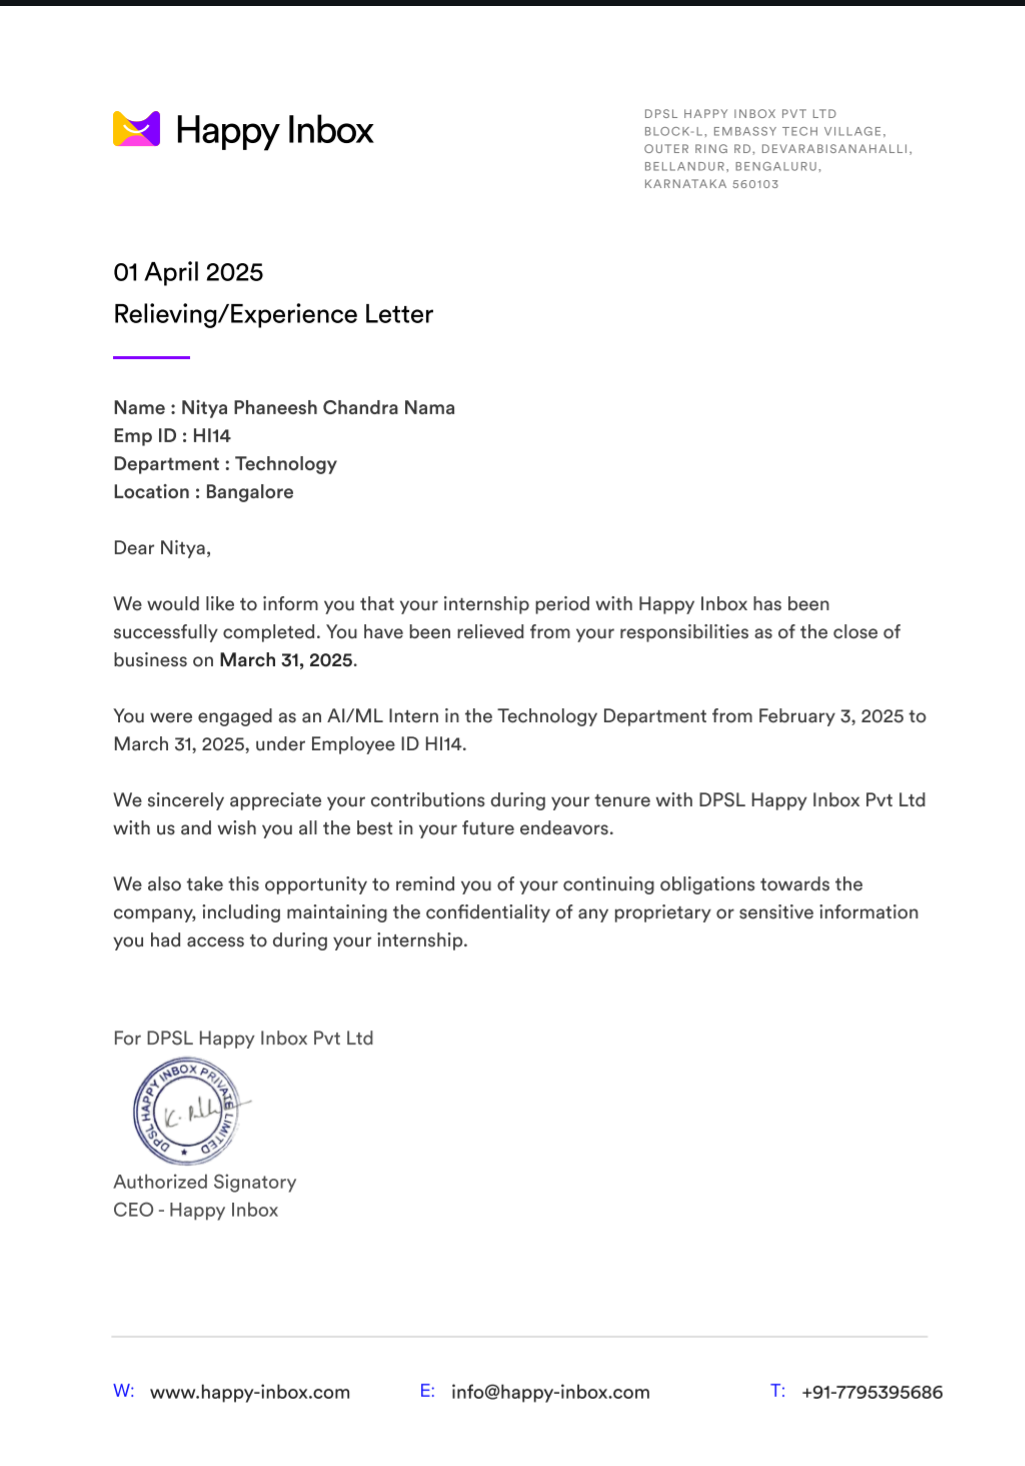 Happy Inbox
DPSL HAPPY INBOX PVT LTD
BLOCK-L, EMBASSY TECH VILLAGE,
OUTER RING RD, DEVARABISANAHALLI,
BELLANDUR, BENGALURU,
KARNATAKA 560103
01 April 2025
Relieving/Experience Letter
Name : Nitya Phaneesh Chandra Nama
Emp ID : HI14
Department : Technology
Location : Bangalore
Dear Nitya,
We would like to inform you that your internship period with Happy Inbox has been
successfully completed. You have been relieved from your responsibilities as of the close of
business on March 31, 2025.
You were engaged as an AI/ML Intern in the Technology Department from February 3, 2025 to
March 31, 2025, under Employee ID HI14.
We sincerely appreciate your contributions during your tenure with DPSL Happy Inbox Pvt Ltd
with us and wish you all the best in your future endeavors.
We also take this opportunity to remind you of your continuing obligations towards the
company, including maintaining the confidentiality of any proprietary or sensitive information
you had access to during your internship.
For DPSL Happy Inbox Pvt Ltd
DPSL HAPPY INBOX PRIVATE LIMITED
Authorized Signatory
CEO - Happy Inbox
W: www.happy-inbox.com E: info@happy-inbox.com T: +91-7795395686